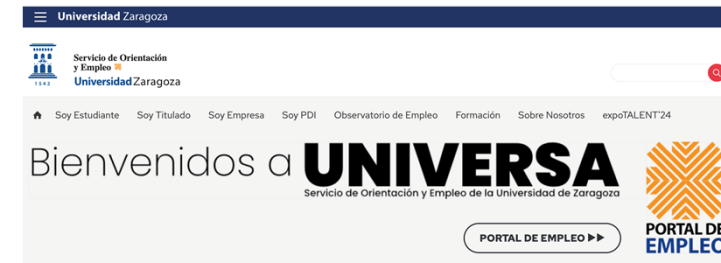 Universidad Zaragoza
Servicio de Orientación
y Empleo
Universidad Zaragoza
1542
Soy Estudiante Soy Titulado Soy Empresa Soy PDI Observatorio de Empleo Formación Sobre Nosotros expoTALENT'24
Bienvenidos a UNIVERSA
Servicio de Orientación y Empleo de la Universidad de Zaragoza
PORTAL DE EMPLEO
PORTAL DE
EMPLEO